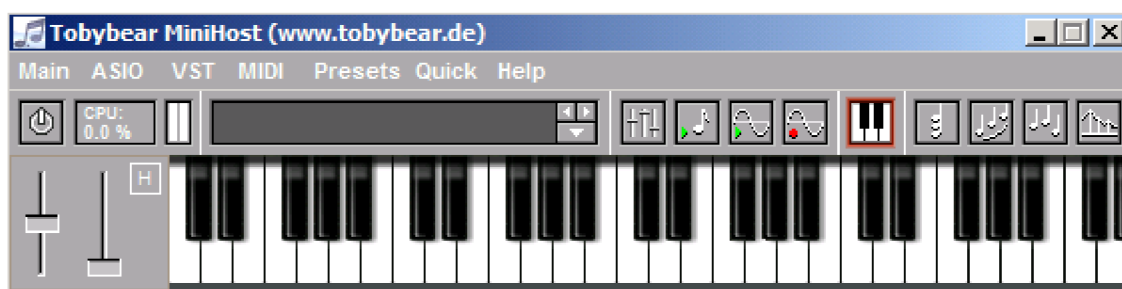 Tobybear MiniHost (www.tobybear.de)
Main ASIO VST MIDI Presets Quick Help
CPU:
0.0 %
H